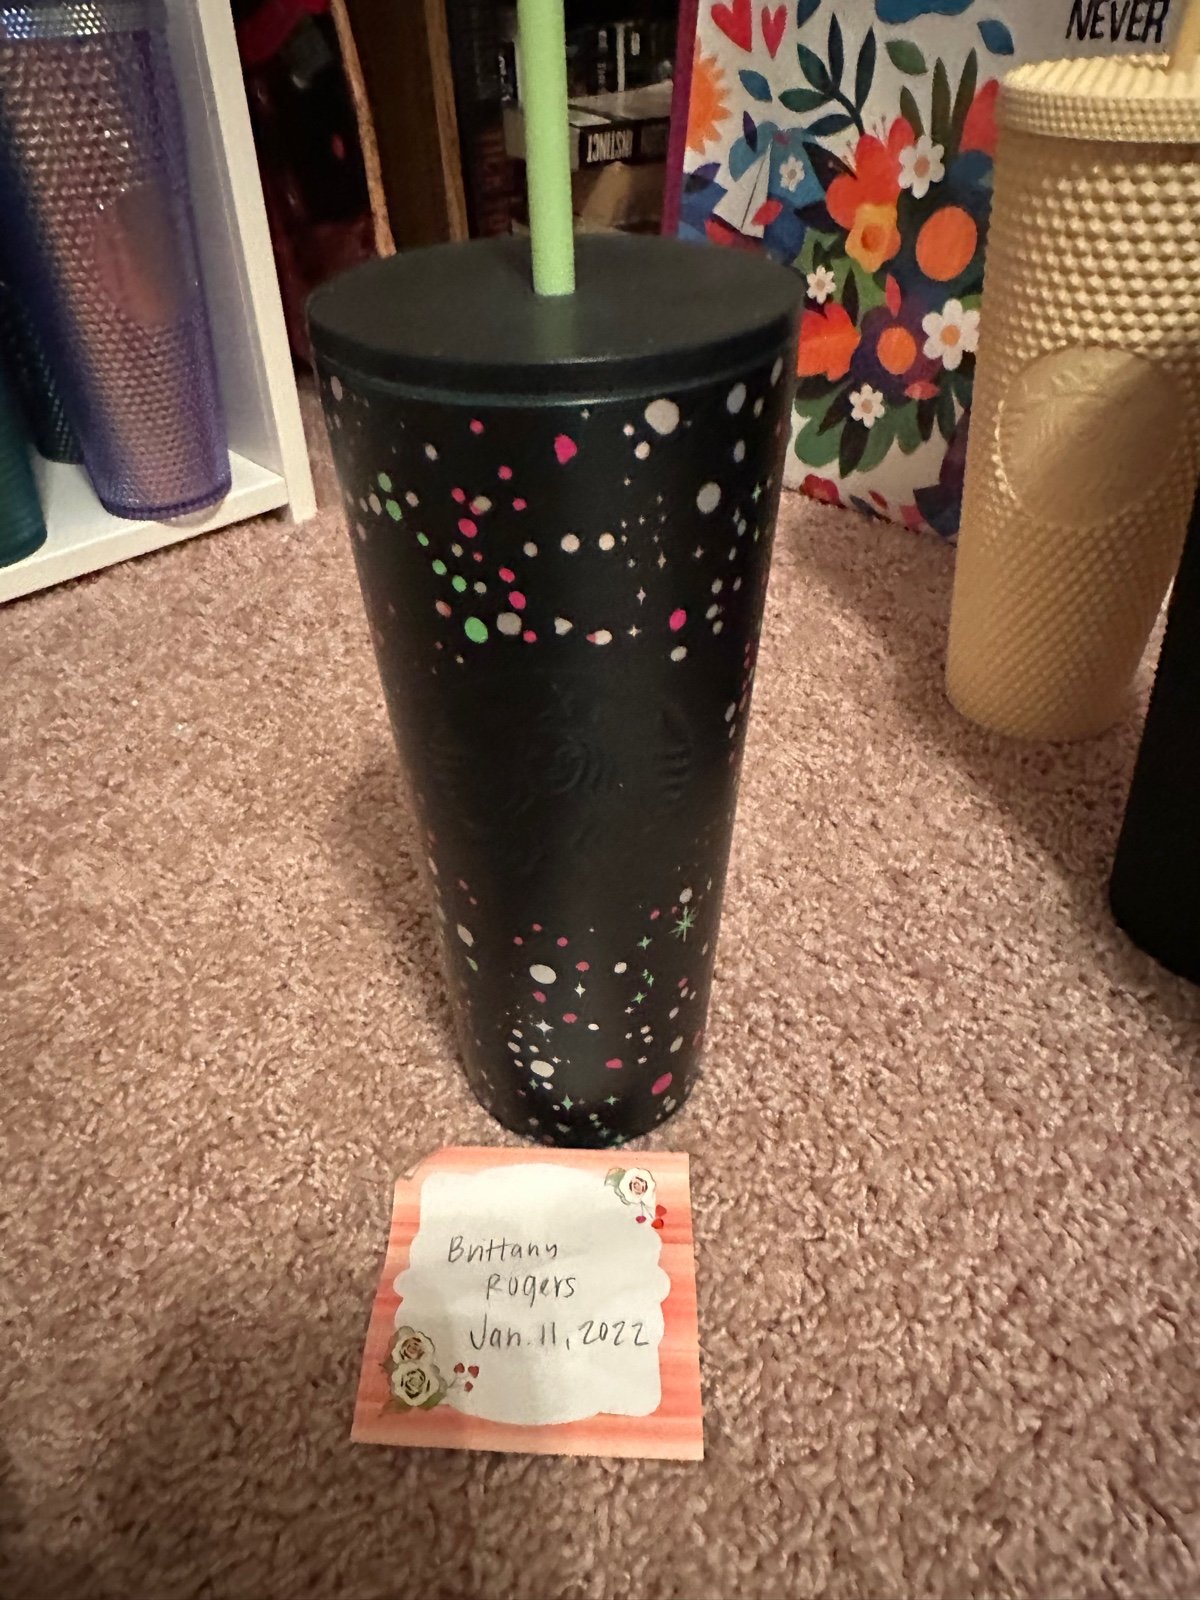 NEVER
INSTINCT
Brittany
Rogers
Jan. 11, 2022